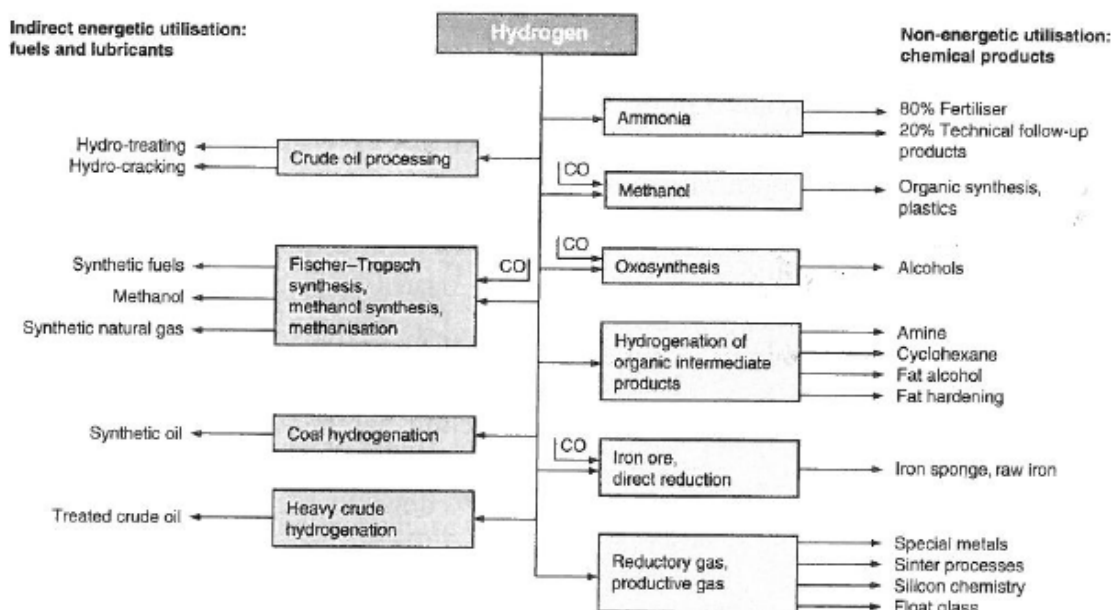 Indirect energetic utilisation:
fuels and lubricants
Hydrogen
Non-energetic utilisation:
chemical products
Hydro-treating
Hydro-cracking
Crude oil processing
Synthetic fuels
Methanol
Synthetic natural gas
Fischer–Tropsch
synthesis,
methanol synthesis,
methanisation
CO
Synthetic oil
Coal hydrogenation
Treated crude oil
Heavy crude
hydrogenation
Ammonia
80% Fertiliser
20% Technical follow-up
products
CO
Methanol
Organic synthesis,
plastics
CO
Oxosynthesis
Alcohols
Hydrogenation of
organic intermediate
products
Amine
Cyclohexane
Fat alcohol
Fat hardening
CO
Iron ore,
direct reduction
Iron sponge, raw iron
Reductory gas,
productive gas
Special metals
Sinter processes
Silicon chemistry
Float glass